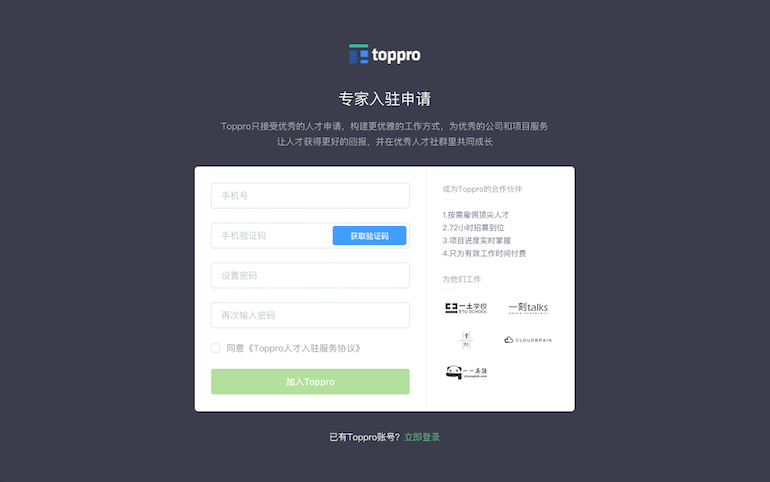 toppro
专家入驻申请
Toppro只接受优秀的人才申请，构建更优雅的工作方式，为优秀的公司和项目服务
让人才获得更好的回报，并在优秀人才社群里共同成长
手机号
手机验证码
获取验证码
设置密码
再次输入密码
同意《Toppro人才入驻服务协议》
加入Toppro
成为Toppro的合作伙伴
1.按需雇佣顶尖人才
2.72小时招募到位
3.项目进度实时掌握
4.只为有效工作时间付费
为他们工作
一土学校
ETU SCHOOL
一刻talks
CLOUDBRAIN
一一英语
已有Toppro账号？立即登录